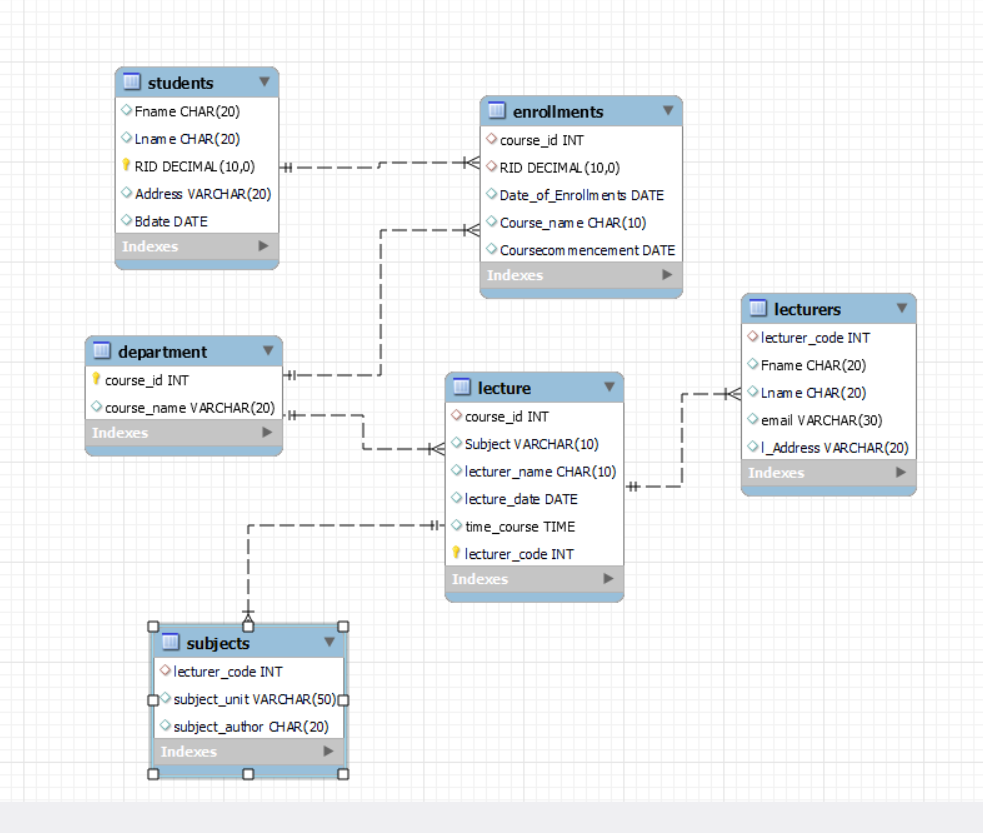 students
Fname CHAR(20)
Lname CHAR(20)
RID DECIMAL(10,0)
Address VARCHAR(20)
Bdate DATE
Indexes
enrollments
course_id INT
RID DECIMAL(10,0)
Date_of_Enrollments DATE
Course_name CHAR(10)
Coursecommencement DATE
Indexes
department
course_id INT
course_name VARCHAR(20)
Indexes
lecture
course_id INT
Subject VARCHAR(10)
lecturer_name CHAR(10)
lecture_date DATE
time_course TIME
lecturer_code INT
Indexes
lecturers
lecturer_code INT
Fname CHAR(20)
Lname CHAR(20)
email VARCHAR(30)
l_Address VARCHAR(20)
Indexes
subjects
lecturer_code INT
subject_unit VARCHAR(50)
subject_author CHAR(20)
Indexes